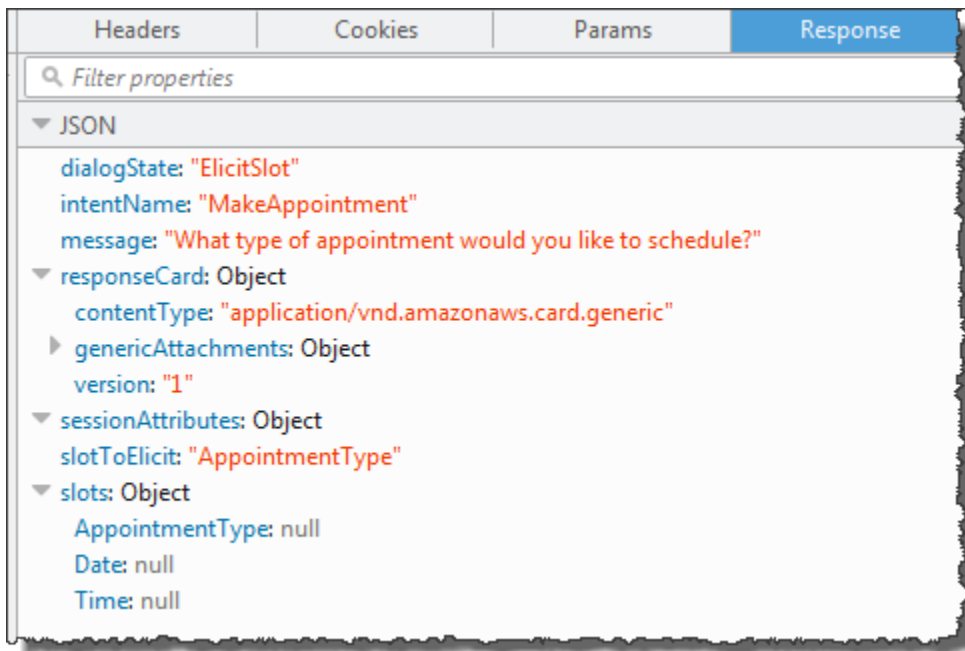 Headers Cookies Params Response
Filter properties
JSON
dialogState: "ElicitSlot"
intentName: "MakeAppointment"
message: "What type of appointment would you like to schedule?"
responseCard: Object
contentType: "application/vnd.amazonaws.card.generic"
genericAttachments: Object
version: "1"
sessionAttributes: Object
slotToElicit: "AppointmentType"
slots: Object
AppointmentType: null
Date: null
Time: null